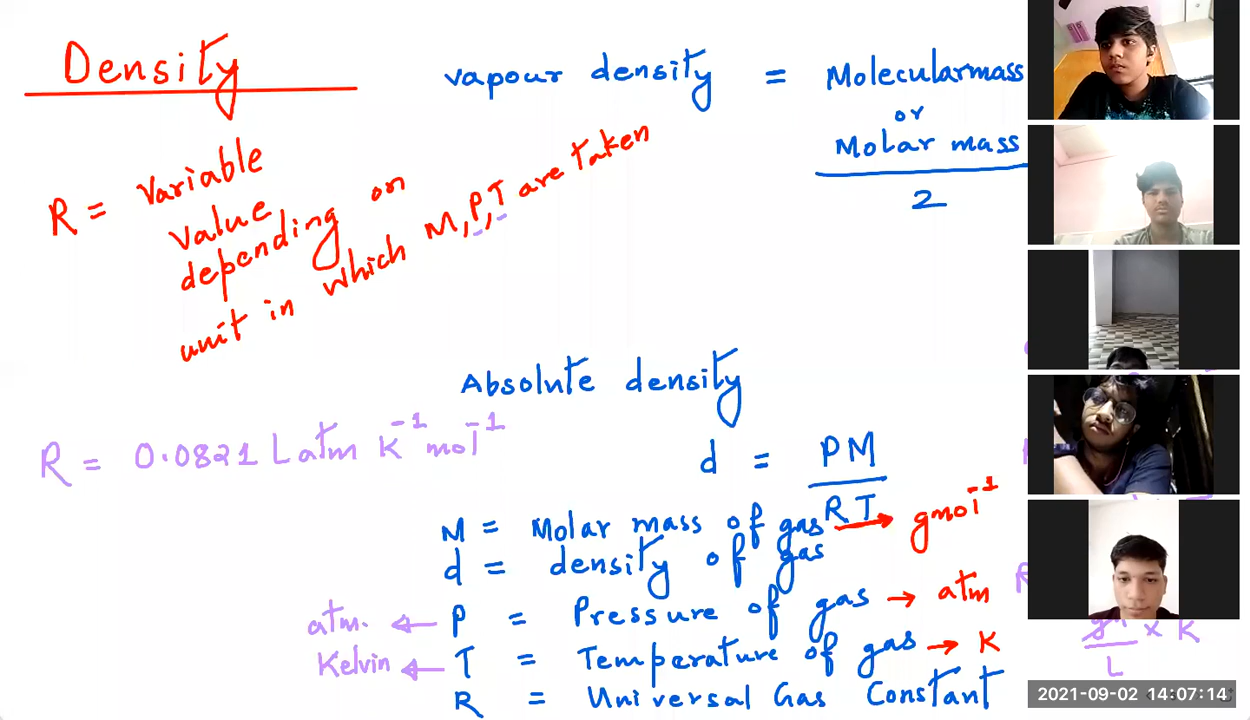 Density
vapour density = Molecularmass
or
Molar mass
2
R = Variable
value
depending on
unit in which M, P, T are taken
Absolute density
R = 0.0821 L atm K⁻¹ mol⁻¹
d = PM
RT
M = Molar mass of gas → gmol⁻¹
d = density of gas
atm. ← P = Pressure of gas → atm
Kelvin ← T = Temperature of gas → K
R = Universal Gas Constant
x K
L
2021-09-02 14:07:14